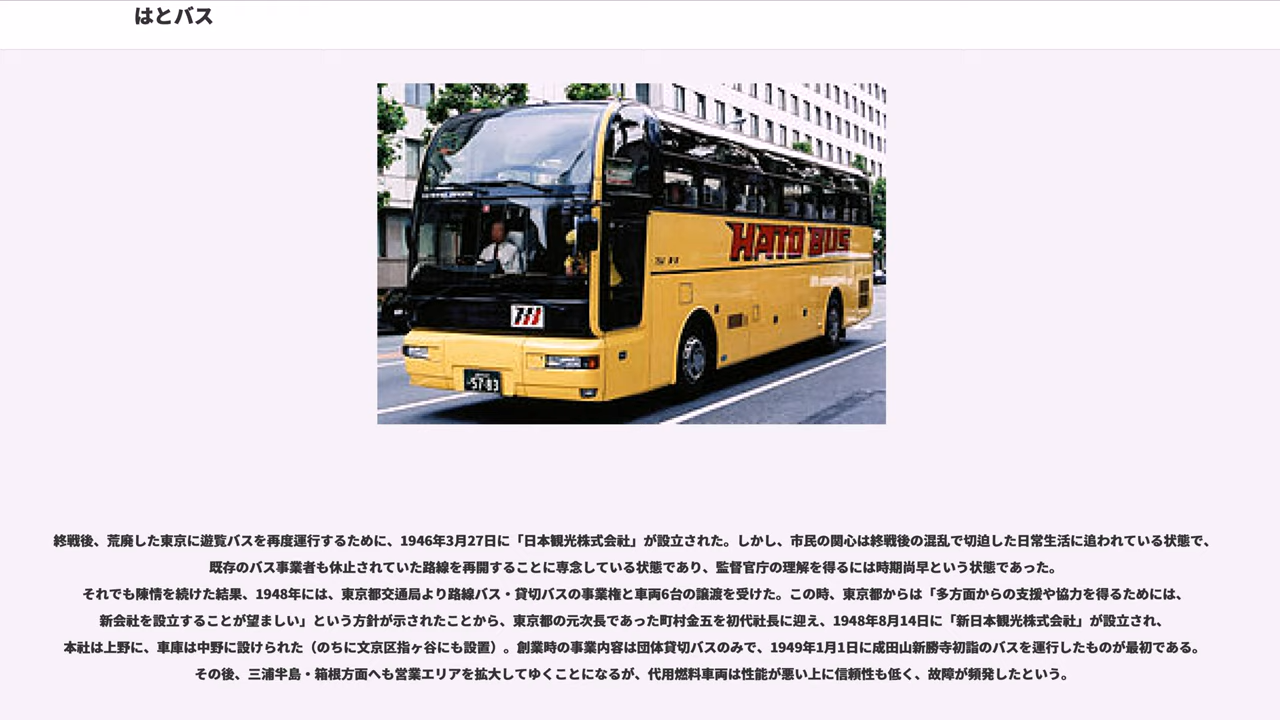 はとバス
HATO BUS
57-83
終戦後、荒廃した東京に遊覧バスを再度運行するために、1946年3月27日に「日本観光株式会社」が設立された。しかし、市民の関心は終戦後の混乱で切迫した日常生活に追われている状態で、
既存のバス事業者も休止されていた路線を再開することに専念している状態であり、監督官庁の理解を得るには時期尚早という状態であった。
それでも陳情を続けた結果、1948年には、東京都交通局より路線バス・貸切バスの事業権と車両6台の譲渡を受けた。この時、東京都からは「多方面からの支援や協力を得るためには、
新会社を設立することが望ましい」という方針が示されたことから、東京都の元次長であった町村金五を初代社長に迎え、1948年8月14日に「新日本観光株式会社」が設立され、
本社は上野に、車庫は中野に設けられた（のちに文京区指ヶ谷にも設置）。創業時の事業内容は団体貸切バスのみで、1949年1月1日に成田山新勝寺初詣のバスを運行したものが最初である。
その後、三浦半島・箱根方面へも営業エリアを拡大してゆくことになるが、代用燃料車両は性能が悪い上に信頼性も低く、故障が頻発したという。